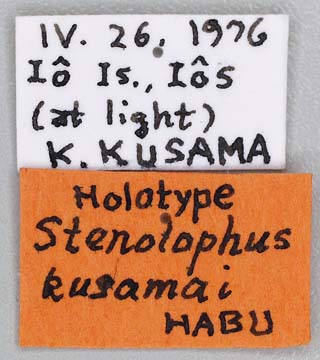 IV. 26. 1976
Iô Is., Iôs
(at light)
K. KUSAMA
Holotype
Stenolophus
kusamai
HABU